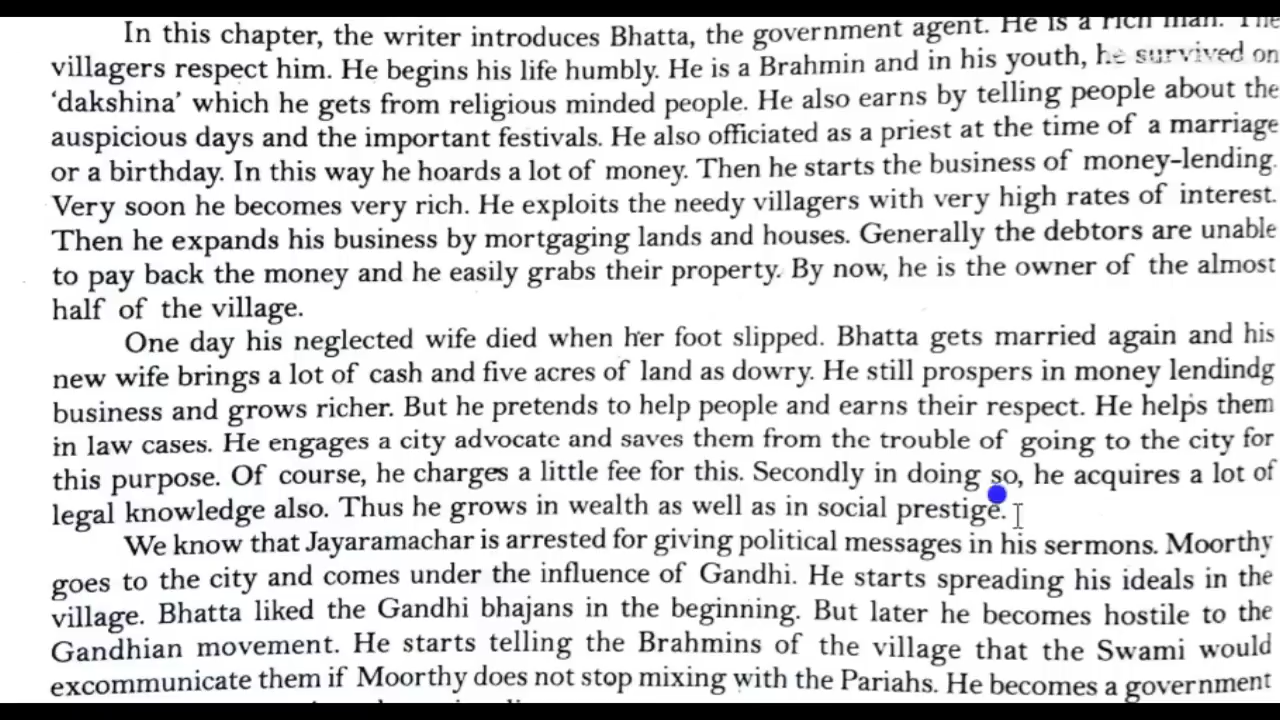 In this chapter, the writer introduces Bhatta, the government agent. He is a rich man. The
villagers respect him. He begins his life humbly. He is a Brahmin and in his youth, he survived on
‘dakshina’ which he gets from religious minded people. He also earns by telling people about the
auspicious days and the important festivals. He also officiated as a priest at the time of a marriage
or a birthday. In this way he hoards a lot of money. Then he starts the business of money-lending.
Very soon he becomes very rich. He exploits the needy villagers with very high rates of interest.
Then he expands his business by mortgaging lands and houses. Generally the debtors are unable
to pay back the money and he easily grabs their property. By now, he is the owner of the almost
half of the village.
One day his neglected wife died when her foot slipped. Bhatta gets married again and his
new wife brings a lot of cash and five acres of land as dowry. He still prospers in money lendindg
business and grows richer. But he pretends to help people and earns their respect. He helps them
in law cases. He engages a city advocate and saves them from the trouble of going to the city for
this purpose. Of course, he charges a little fee for this. Secondly in doing so, he acquires a lot of
legal knowledge also. Thus he grows in wealth as well as in social prestige.
We know that Jayaramachar is arrested for giving political messages in his sermons. Moorthy
goes to the city and comes under the influence of Gandhi. He starts spreading his ideals in the
village. Bhatta liked the Gandhi bhajans in the beginning. But later he becomes hostile to the
Gandhian movement. He starts telling the Brahmins of the village that the Swami would
excommunicate them if Moorthy does not stop mixing with the Pariahs. He becomes a government